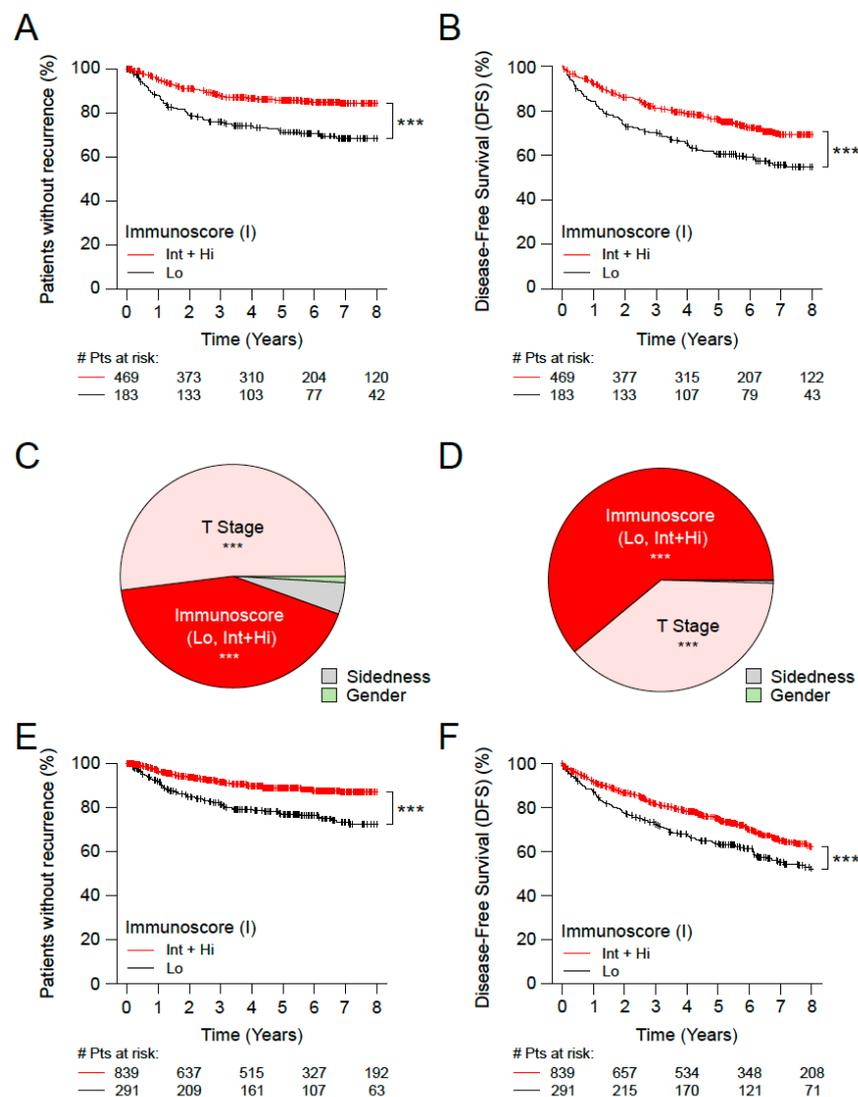 A
Patients without recurrence (%)
100
80
60
40
20
0
***
Immunoscore (I)
Int + Hi
Lo
0 1 2 3 4 5 6 7 8
Time (Years)
# Pts at risk:
469 373 310 204 120
183 133 103 77 42
B
Disease-Free Survival (DFS) (%)
100
80
60
40
20
0
***
Immunoscore (I)
Int + Hi
Lo
0 1 2 3 4 5 6 7 8
Time (Years)
# Pts at risk:
469 377 315 207 122
183 133 107 79 43
C
T Stage
***
Immunoscore
(Lo, Int+Hi)
***
Sidedness
Gender
D
Immunoscore
(Lo, Int+Hi)
***
T Stage
***
Sidedness
Gender
E
Patients without recurrence (%)
100
80
60
40
20
0
***
Immunoscore (I)
Int + Hi
Lo
0 1 2 3 4 5 6 7 8
Time (Years)
# Pts at risk:
839 637 515 327 192
291 209 161 107 63
F
Disease-Free Survival (DFS) (%)
100
80
60
40
20
0
***
Immunoscore (I)
Int + Hi
Lo
0 1 2 3 4 5 6 7 8
Time (Years)
# Pts at risk:
839 657 534 348 208
291 215 170 121 71